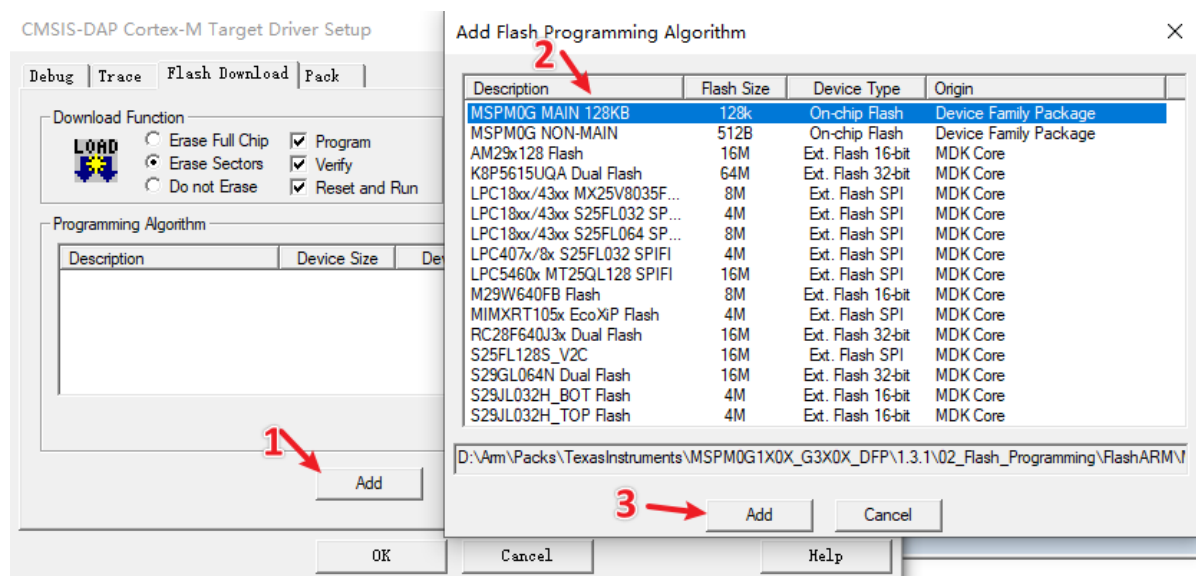 CMSIS-DAP Cortex-M Target Driver Setup
Debug Trace Flash Download Pack
Download Function
LOAD
Erase Full Chip Program
Erase Sectors Verify
Do not Erase Reset and Run
Programming Algorithm
Description Device Size
1
Add
OK Cancel Help
Add Flash Programming Algorithm
2
Description Flash Size Device Type Origin
MSPM0G MAIN 128KB 128k On-chip Flash Device Family Package
MSPM0G NON-MAIN 512B On-chip Flash Device Family Package
AM29x128 Flash 16M Ext. Flash 16-bit MDK Core
K8P5615UQA Dual Flash 64M Ext. Flash 32-bit MDK Core
LPC18xx/43xx MX25V8035F... 8M Ext. Flash SPI MDK Core
LPC18xx/43xx S25FL032 SP... 4M Ext. Flash SPI MDK Core
LPC18xx/43xx S25FL064 SP... 8M Ext. Flash SPI MDK Core
LPC407x/8x S25FL032 SPIFI 4M Ext. Flash SPI MDK Core
LPC5460x MT25QL128 SPIFI 16M Ext. Flash SPI MDK Core
M29W640FB Flash 8M Ext. Flash 16-bit MDK Core
MIMXRT105x EcoXiP Flash 4M Ext. Flash SPI MDK Core
RC28F640J3x Dual Flash 16M Ext. Flash 32-bit MDK Core
S25FL128S_V2C 16M Ext. Flash SPI MDK Core
S29GL064N Dual Flash 16M Ext. Flash 32-bit MDK Core
S29JL032H_BOT Flash 4M Ext. Flash 16-bit MDK Core
S29JL032H_TOP Flash 4M Ext. Flash 16-bit MDK Core
D:\Arm\Packs\TexasInstruments\MSPM0G1X0X_G3X0X_DFP\1.3.1\02_Flash_Programming\FlashARM\
3
Add Cancel